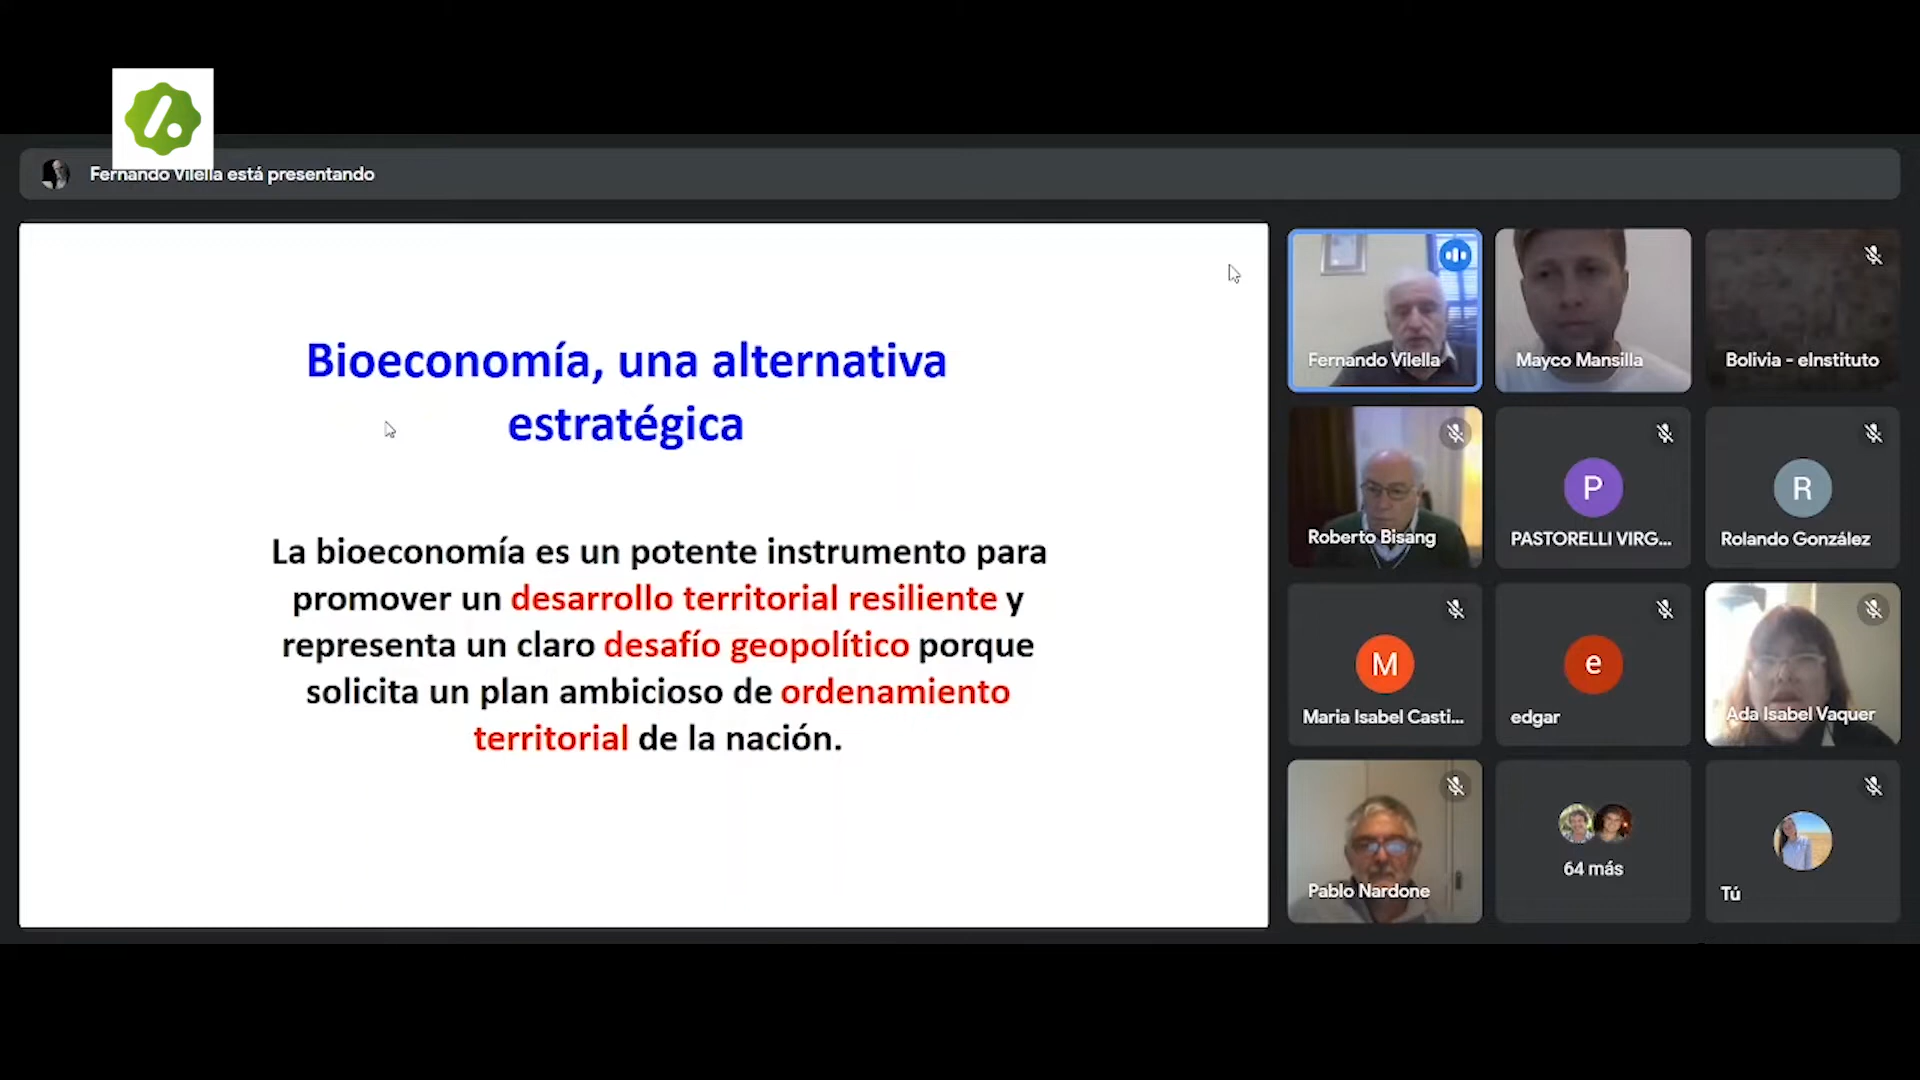 Fernando Vilella está presentando
Bioeconomía, una alternativa
estratégica
La bioeconomía es un potente instrumento para
promover un desarrollo territorial resiliente y
representa un claro desafío geopolítico porque
solicita un plan ambicioso de ordenamiento
territorial de la nación.
Fernando Vilella
Mayco Mansilla
Bolivia - eInstituto
Roberto Bisang
P
PASTORELLI VIRG...
R
Rolando González
M
Maria Isabel Casti...
e
edgar
Ada Isabel Vaquer
Pablo Nardone
64 más
Tú